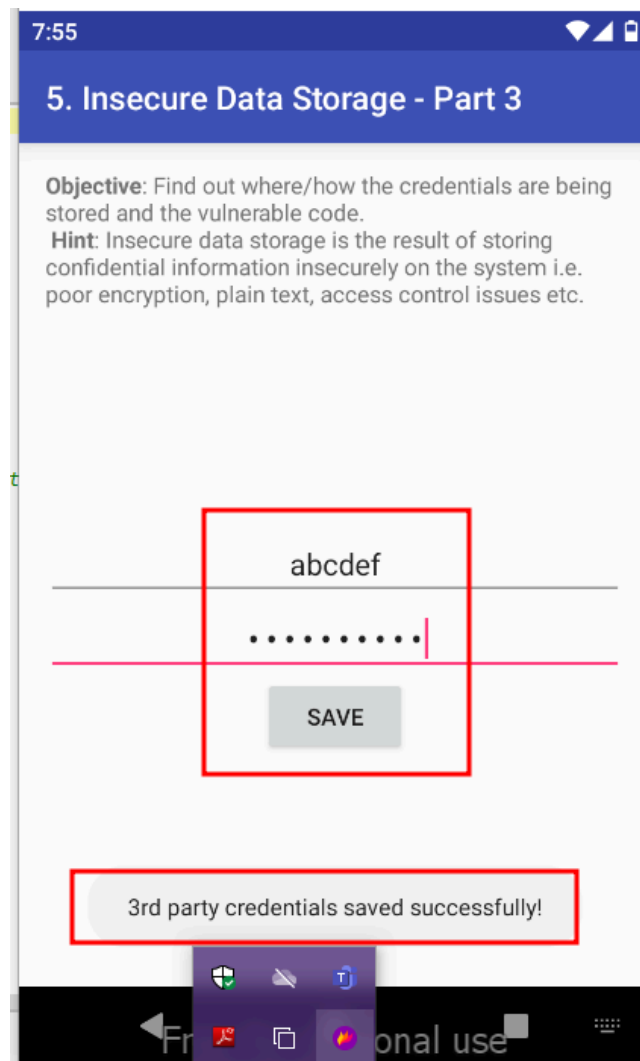 7:55
5. Insecure Data Storage - Part 3
Objective: Find out where/how the credentials are being
stored and the vulnerable code.
Hint: Insecure data storage is the result of storing
confidential information insecurely on the system i.e.
poor encryption, plain text, access control issues etc.
t
abcdef
••••••••••
SAVE
3rd party credentials saved successfully!
Fr onal use